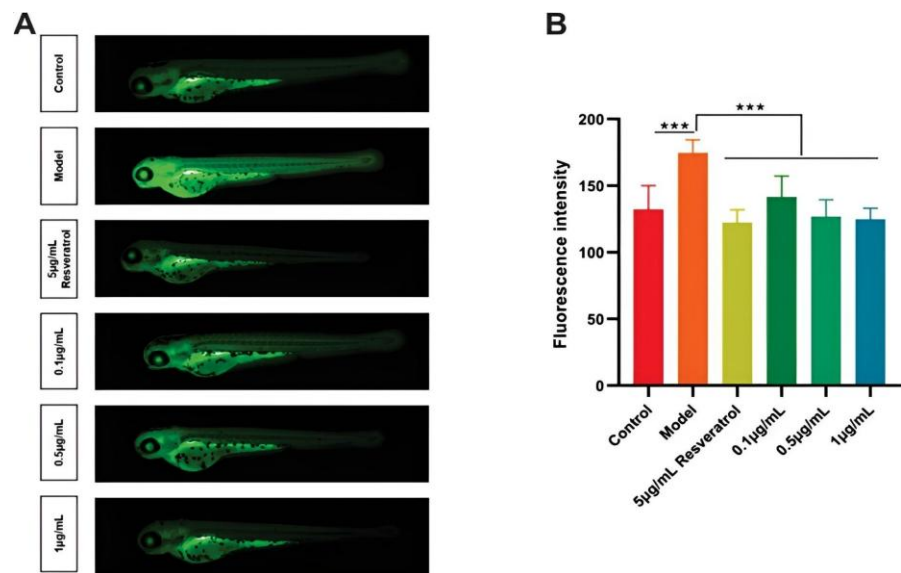 A
Control
Model
5μg/mL
Resveratrol
0.1μg/mL
0.5μg/mL
1μg/mL
B
Fluorescence intensity
200
150
100
50
0
***
***
Control
Model
5μg/mL Resveratrol
0.1μg/mL
0.5μg/mL
1μg/mL